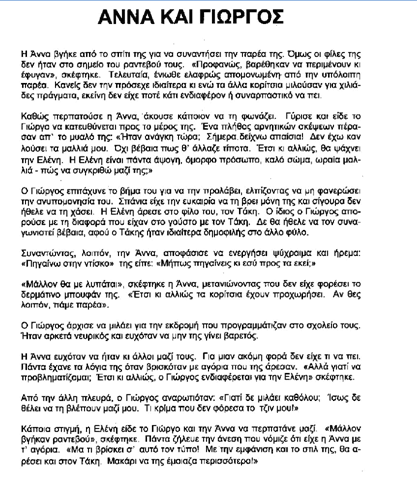 ΑΝΝΑ ΚΑΙ ΓΙΩΡΓΟΣ
Η Άννα βγήκε από το σπίτι της για να συναντήσει την παρέα της. Όμως οι φίλες της
δεν ήταν στο σημείο του ραντεβού τους. «Προφανώς, βαρέθηκαν να περιμένουν κι
έφυγαν», σκέφτηκε. Τελευταία, ένιωθε ελαφρώς απομονωμένη από την υπόλοιπη
παρέα. Κανείς δεν την πρόσεχε ιδιαίτερα κι ενώ τα άλλα κορίτσια μιλούσαν για χιλιά-
δες πράγματα, εκείνη δεν είχε ποτέ κάτι ενδιαφέρον ή συναρπαστικό να πει.
Καθώς περπατούσε η Άννα, άκουσε κάποιον να τη φωνάζει. Γύρισε και είδε το
Γιώργο να κατευθύνεται προς το μέρος της. Ένα πλήθος αρνητικών σκέψεων πέρα-
σαν απ' το μυαλό της: «Ήταν ανάγκη τώρα; Σήμερα δείχνω απαίσια! Δεν έχω καν
λούσει τα μαλλιά μου. Όχι βέβαια πως θ' άλλαζε τίποτα. Έτσι κι αλλιώς, θα ψάχνει
την Ελένη. Η Ελένη είναι πάντα άψογη, όμορφο πρόσωπο, καλό σώμα, ωραία μαλ-
λιά - πώς να συγκριθώ μαζί της;»
Ο Γιώργος επιτάχυνε το βήμα του για να την προλάβει, ελπίζοντας να μη φανερώσει
την ανυπομονησία του. Σπάνια είχε την ευκαιρία να τη βρει μόνη της και σίγουρα δεν
ήθελε να τη χάσει. Η Ελένη άρεσε στο φίλο του, τον Τάκη. Ο ίδιος ο Γιώργος απο-
ρούσε με τη διαφορά που είχαν στο γούστο με τον Τάκη. Δε θα ήθελε να τον συνα-
γωνιστεί βέβαια, αφού ο Τάκης ήταν ιδιαίτερα δημοφιλής στο άλλο φύλο.
Συναντώντας, λοιπόν, την Άννα, αποφάσισε να ενεργήσει ψύχραιμα και ήρεμα:
«Πηγαίνω στην ντίσκο» της είπε: «Μήπως πηγαίνεις κι εσύ προς τα εκεί;»
«Μάλλον θα με λυπάται», σκέφτηκε η Άννα, μετανιώνοντας που δεν είχε φορέσει το
δερμάτινο μπουφάν της. «Έτσι κι αλλιώς τα κορίτσια έχουν προχωρήσει. Αν θες
λοιπόν, πάμε παρέα».
Ο Γιώργος άρχισε να μιλάει για την εκδρομή που προγραμμάτιζαν στο σχολείο τους.
Ήταν αρκετά νευρικός και ευχόταν να μην της γίνει βαρετός.
Η Άννα ευχόταν να ήταν κι άλλοι μαζί τους. Για μιαν ακόμη φορά δεν είχε τι να πει.
Πάντα έχανε τα λόγια της όταν βρισκόταν με αγόρια που της άρεσαν. «Αλλά γιατί να
προβληματίζομαι; Έτσι κι αλλιώς, ο Γιώργος ενδιαφέρεται για την Ελένη» σκέφτηκε.
Από την άλλη πλευρά, ο Γιώργος αναρωτιόταν: «Γιατί δε μιλάει καθόλου; Ίσως δε
θέλει να τη βλέπουν μαζί μου. Τι κρίμα που δεν φόρεσα το τζιν μου!»
Κάποια στιγμή, η Ελένη είδε το Γιώργο και την Άννα να περπατάνε μαζί. «Μάλλον
βγήκαν ραντεβού», σκέφτηκε. Πάντα ζήλευε την άνεση που νόμιζε ότι είχε η Άννα με
τ' αγόρια. «Μα τι βρίσκει σ' αυτό τον τύπο! Με την εμφάνιση και το στιλ της, θα α-
ρέσει και στον Τάκη. Μακάρι να της έμοιαζα περισσότερο!»